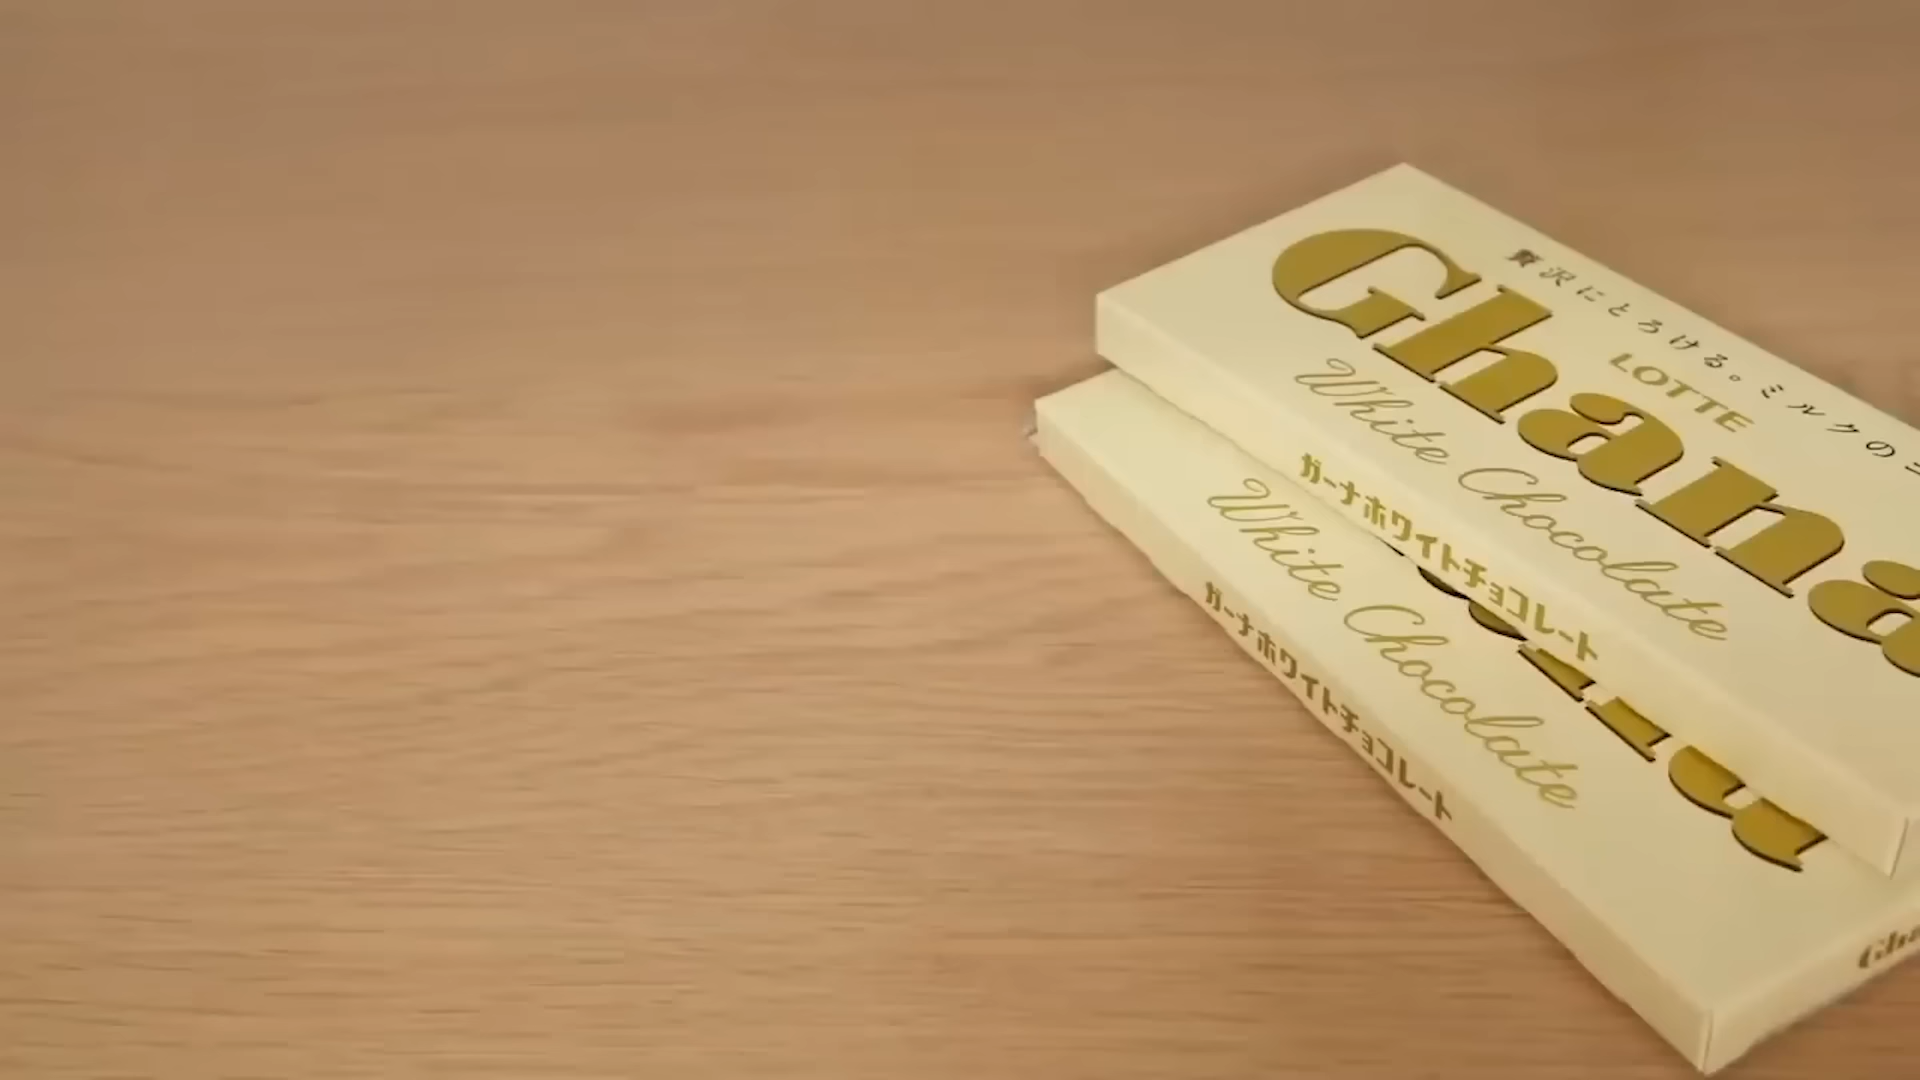 贅沢にとろける。ミルクのコ
LOTTE
Ghana
White Chocolate
ガーナホワイトチョコレート
White Chocolate
ガーナホワイトチョコレート